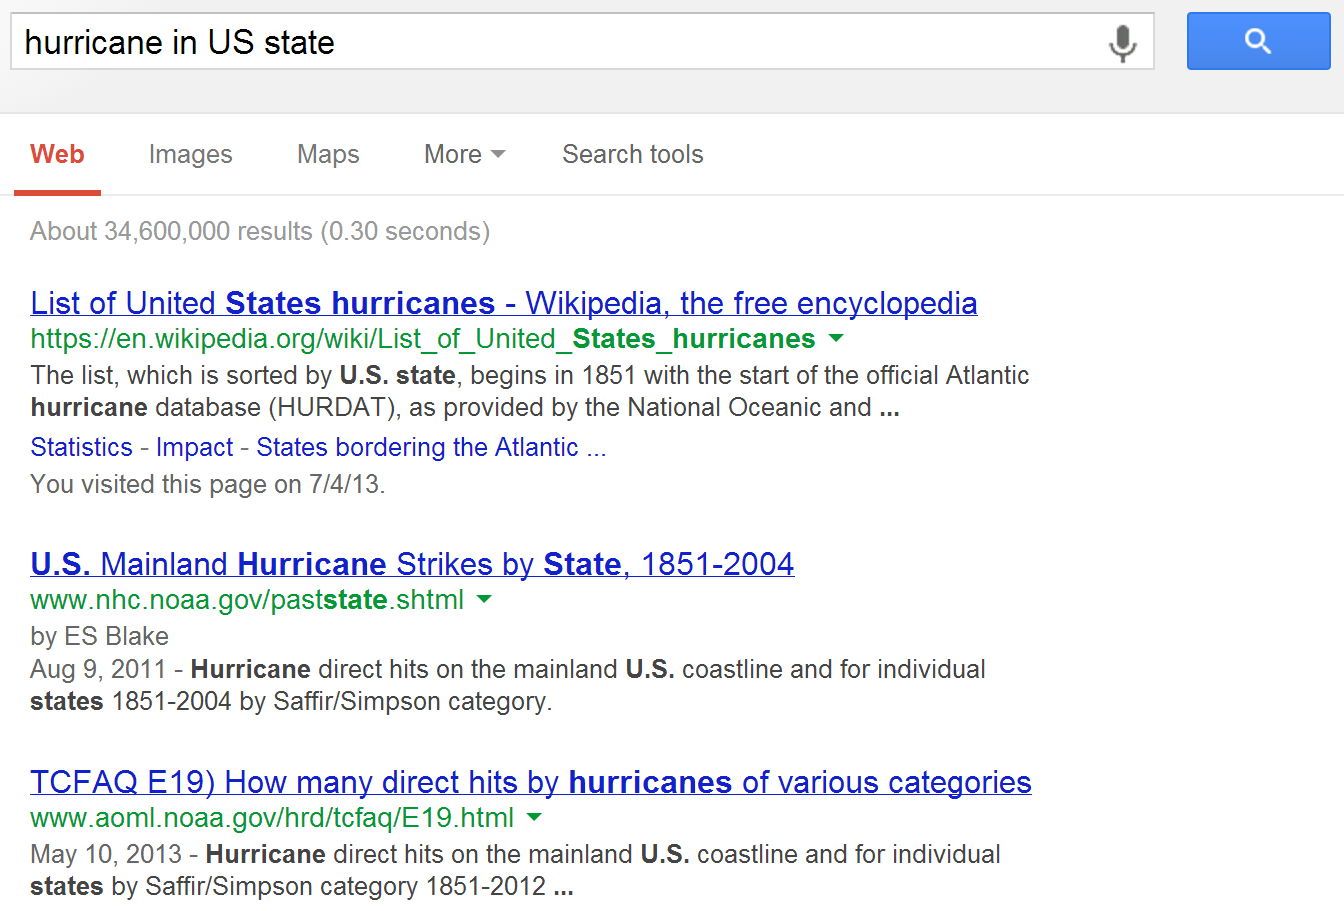 hurricane in US state
Web Images Maps More Search tools
About 34,600,000 results (0.30 seconds)
List of United States hurricanes - Wikipedia, the free encyclopedia
https://en.wikipedia.org/wiki/List_of_United_States_hurricanes
The list, which is sorted by U.S. state, begins in 1851 with the start of the official Atlantic
hurricane database (HURDAT), as provided by the National Oceanic and ...
Statistics - Impact - States bordering the Atlantic ...
You visited this page on 7/4/13.
U.S. Mainland Hurricane Strikes by State, 1851-2004
www.nhc.noaa.gov/paststate.shtml
by ES Blake
Aug 9, 2011 - Hurricane direct hits on the mainland U.S. coastline and for individual
states 1851-2004 by Saffir/Simpson category.
TCFAQ E19) How many direct hits by hurricanes of various categories
www.aoml.noaa.gov/hrd/tcfaq/E19.html
May 10, 2013 - Hurricane direct hits on the mainland U.S. coastline and for individual
states by Saffir/Simpson category 1851-2012 ...